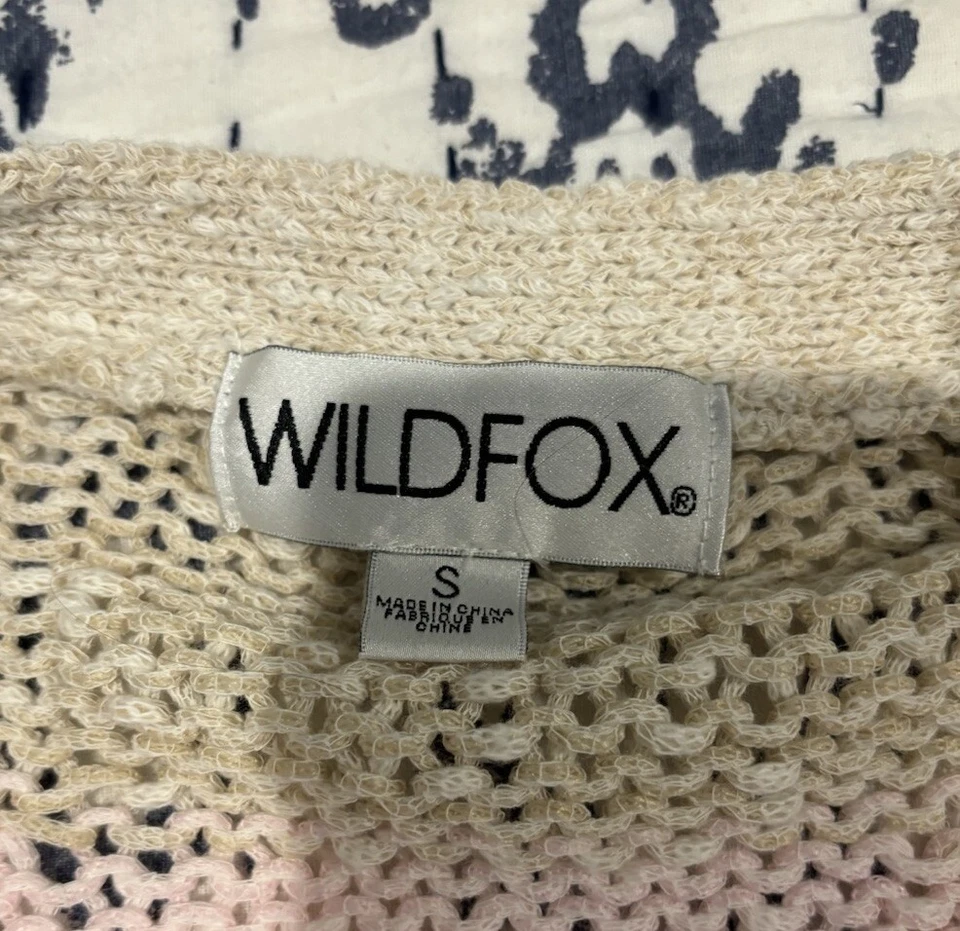 WILDFOX®
S
MADE IN CHINA
FABRIQUE EN
CHINE